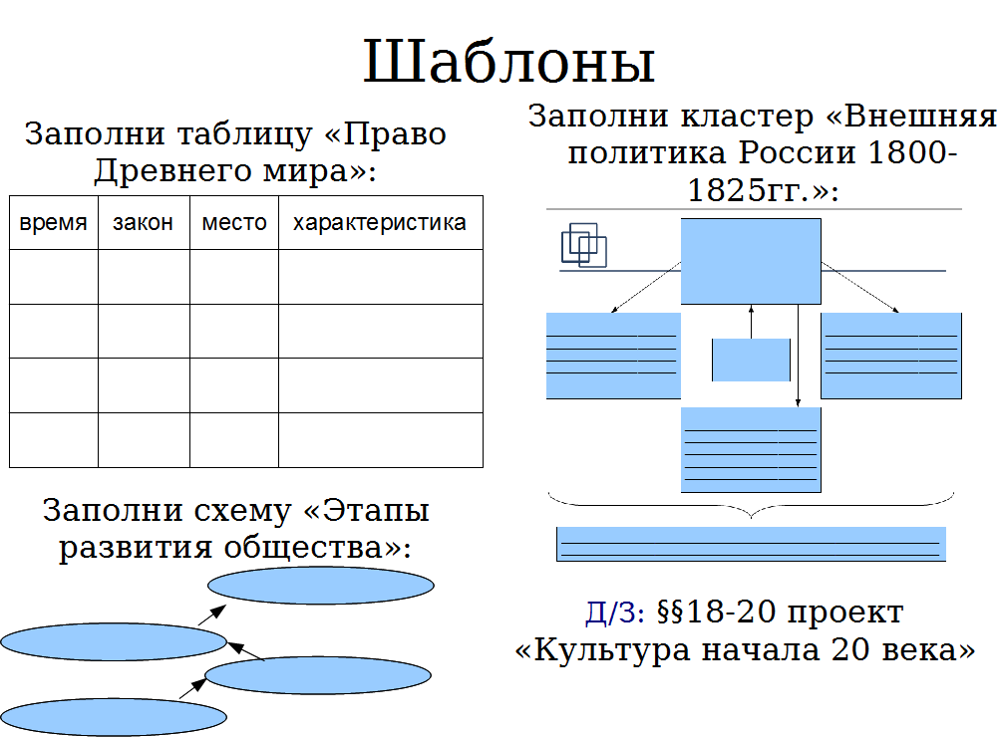 Шаблоны
Заполни таблицу «Право
Древнего мира»:
время закон место характеристика
Заполни схему «Этапы
развития общества»:
Заполни кластер «Внешняя
политика России 1800-
1825гг.»:
Д/З: §§18-20 проект
«Культура начала 20 века»